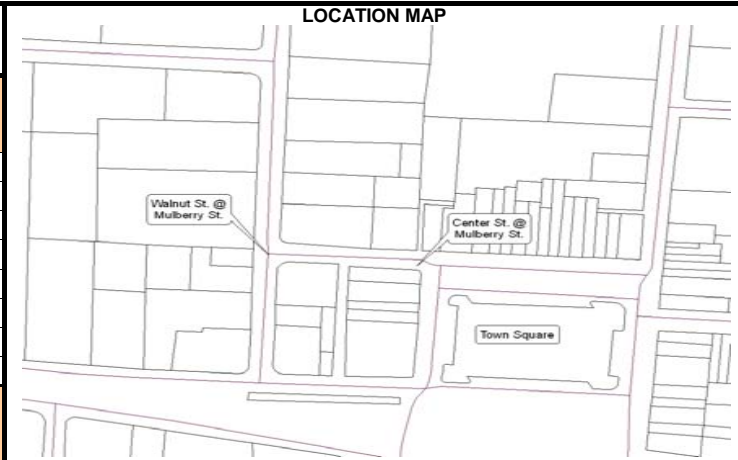 LOCATION MAP
Walnut St. @
Mulberry St.
Center St. @
Mulberry St.
Town Square